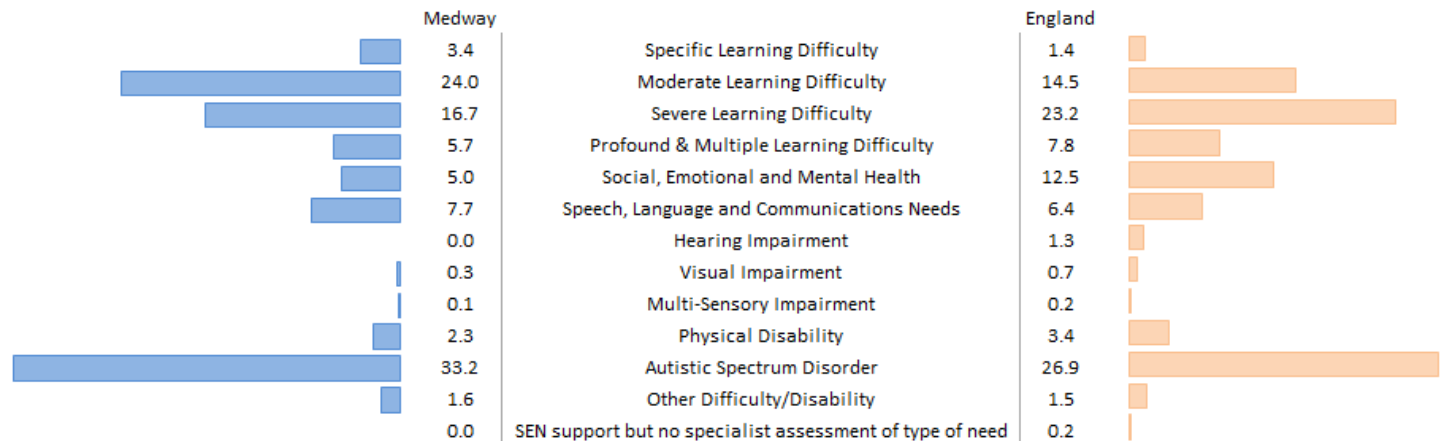 Medway England
3.4 Specific Learning Difficulty 1.4
24.0 Moderate Learning Difficulty 14.5
16.7 Severe Learning Difficulty 23.2
5.7 Profound & Multiple Learning Difficulty 7.8
5.0 Social, Emotional and Mental Health 12.5
7.7 Speech, Language and Communications Needs 6.4
0.0 Hearing Impairment 1.3
0.3 Visual Impairment 0.7
0.1 Multi-Sensory Impairment 0.2
2.3 Physical Disability 3.4
33.2 Autistic Spectrum Disorder 26.9
1.6 Other Difficulty/Disability 1.5
0.0 SEN support but no specialist assessment of type of need 0.2